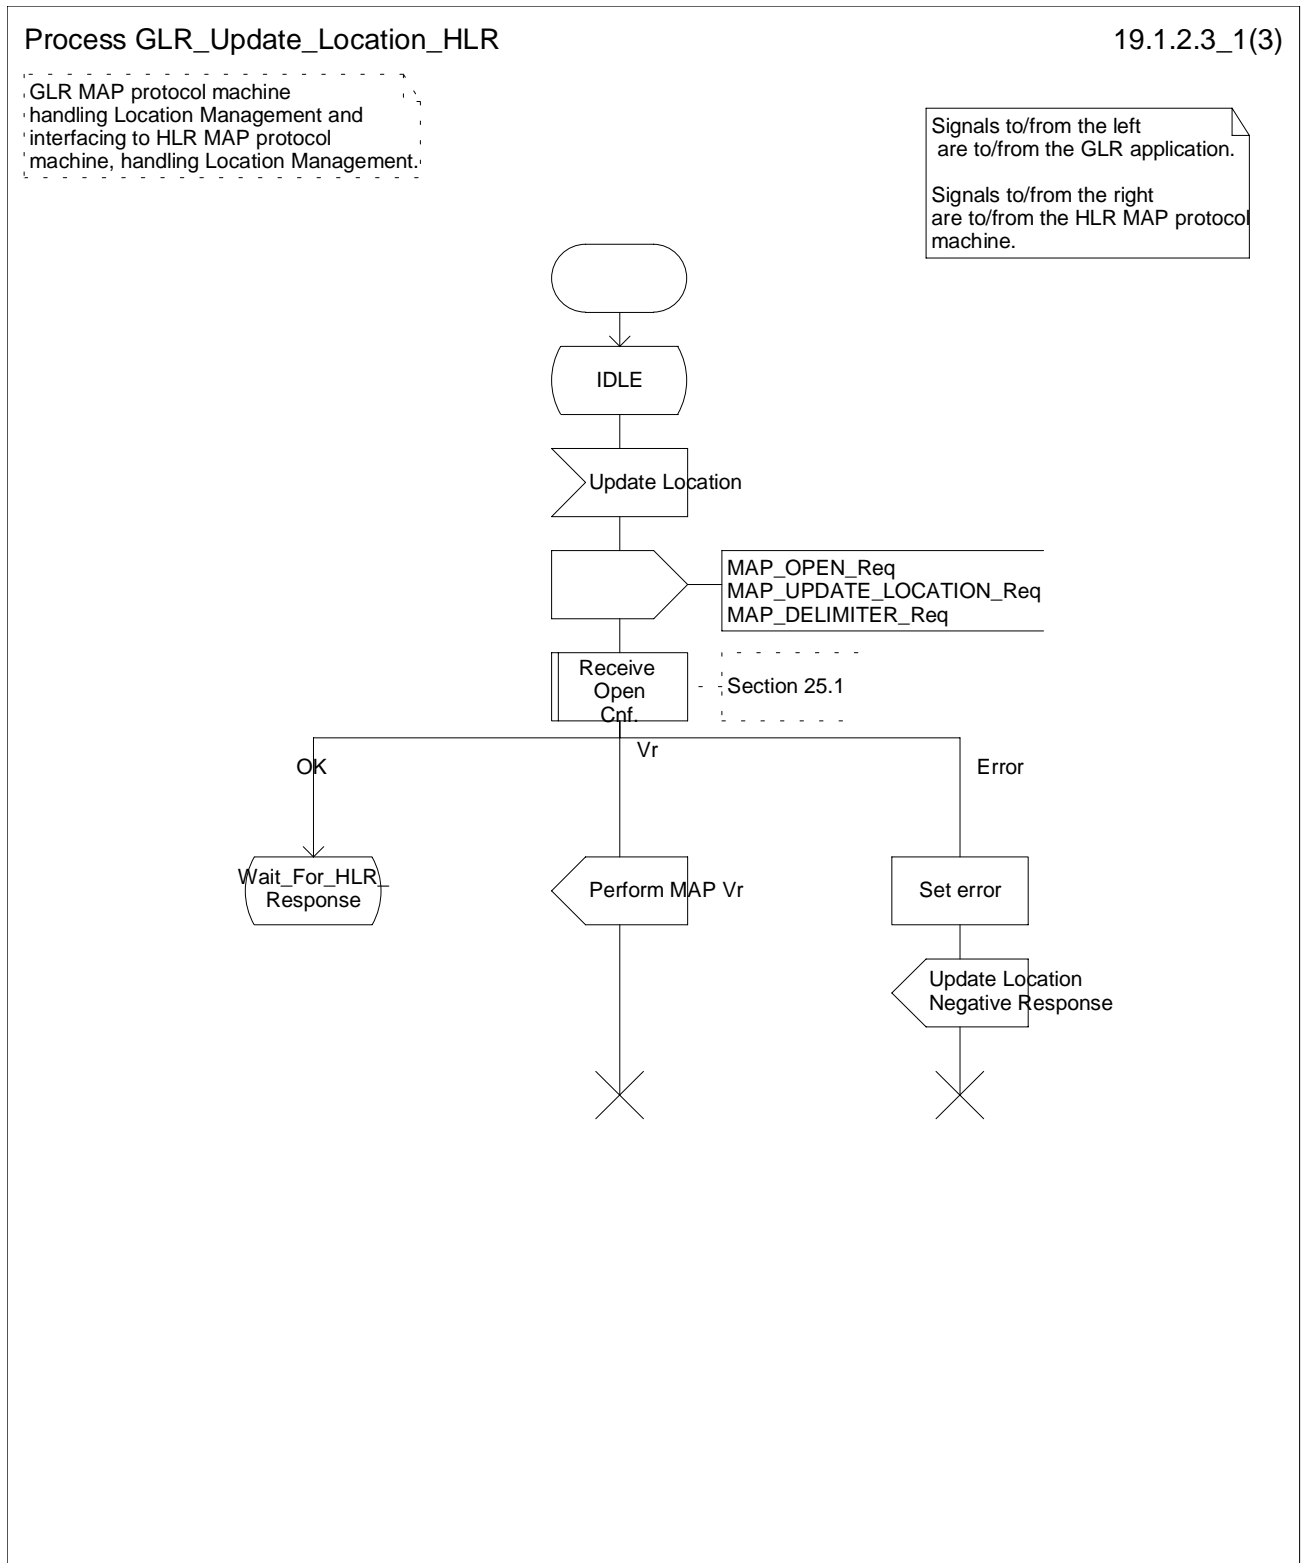 Process GLR_Update_Location_HLR
19.1.2.3_1(3)
GLR MAP protocol machine
handling Location Management and
interfacing to HLR MAP protocol
machine, handling Location Management.
Signals to/from the left
are to/from the GLR application.
Signals to/from the right
are to/from the HLR MAP protocol
machine.
IDLE
Update Location
MAP_OPEN_Req
MAP_UPDATE_LOCATION_Req
MAP_DELIMITER_Req
Receive
Open
Cnf.
Section 25.1
OK
Vr
Error
Wait_For_HLR_
Response
Perform MAP Vr
Set error
Update Location
Negative Response